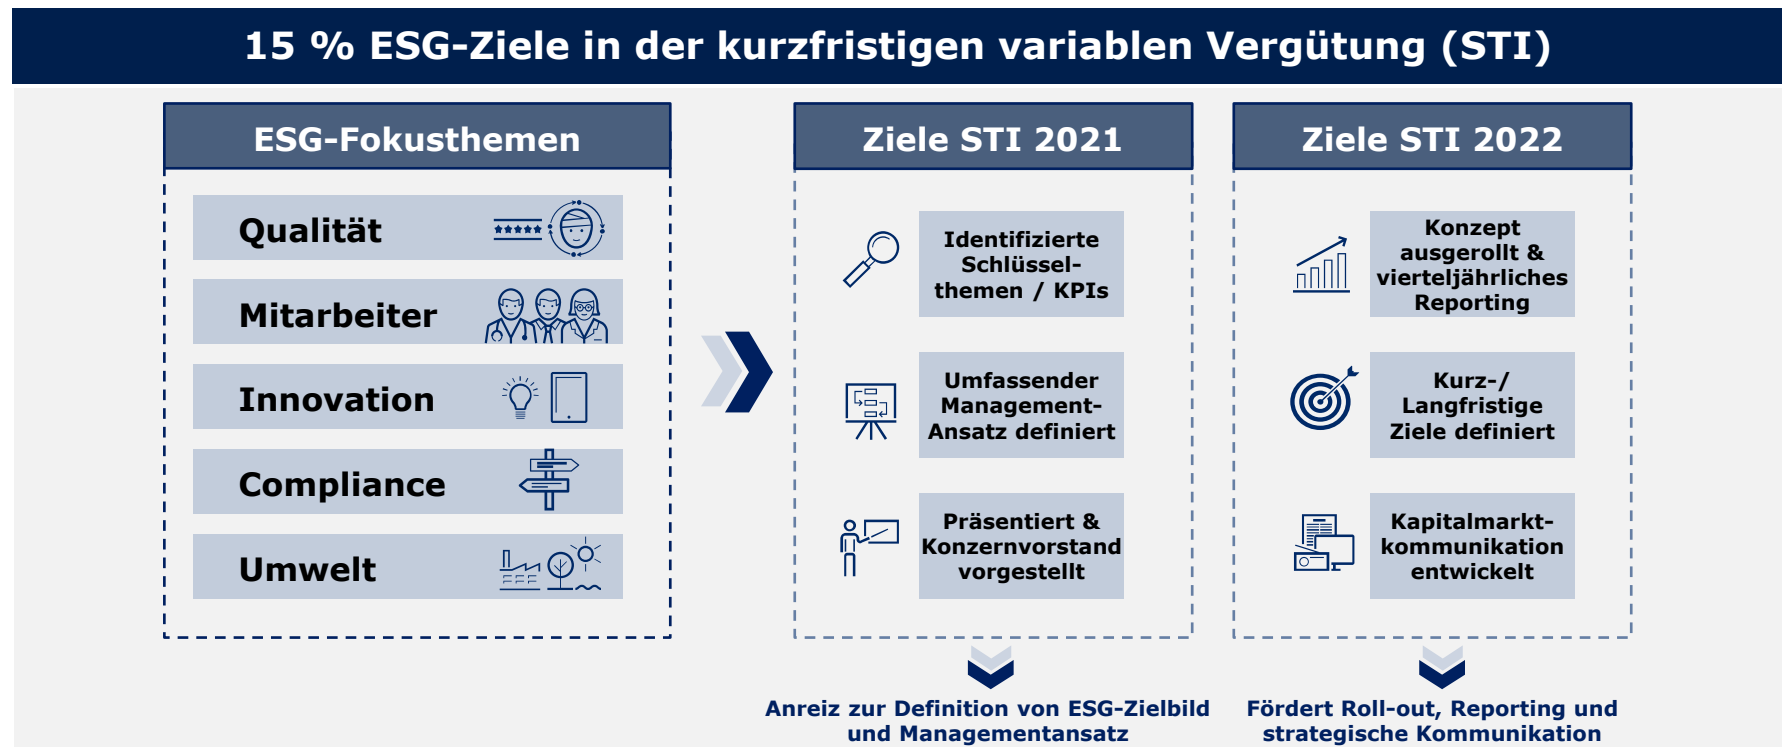 15 % ESG-Ziele in der kurzfristigen variablen Vergütung (STI)
ESG-Fokusthemen
Qualität
Mitarbeiter
Innovation
Compliance
Umwelt
Ziele STI 2021
Identifizierte
Schlüssel-
themen / KPIs
Umfassender
Management-
Ansatz definiert
Präsentiert &
Konzernvorstand
vorgestellt
Anreiz zur Definition von ESG-Zielbild
und Managementansatz
Ziele STI 2022
Konzept
ausgerollt &
vierteljährliches
Reporting
Kurz-/
Langfristige
Ziele definiert
Kapitalmarkt-
kommunikation
entwickelt
Fördert Roll-out, Reporting und
strategische Kommunikation